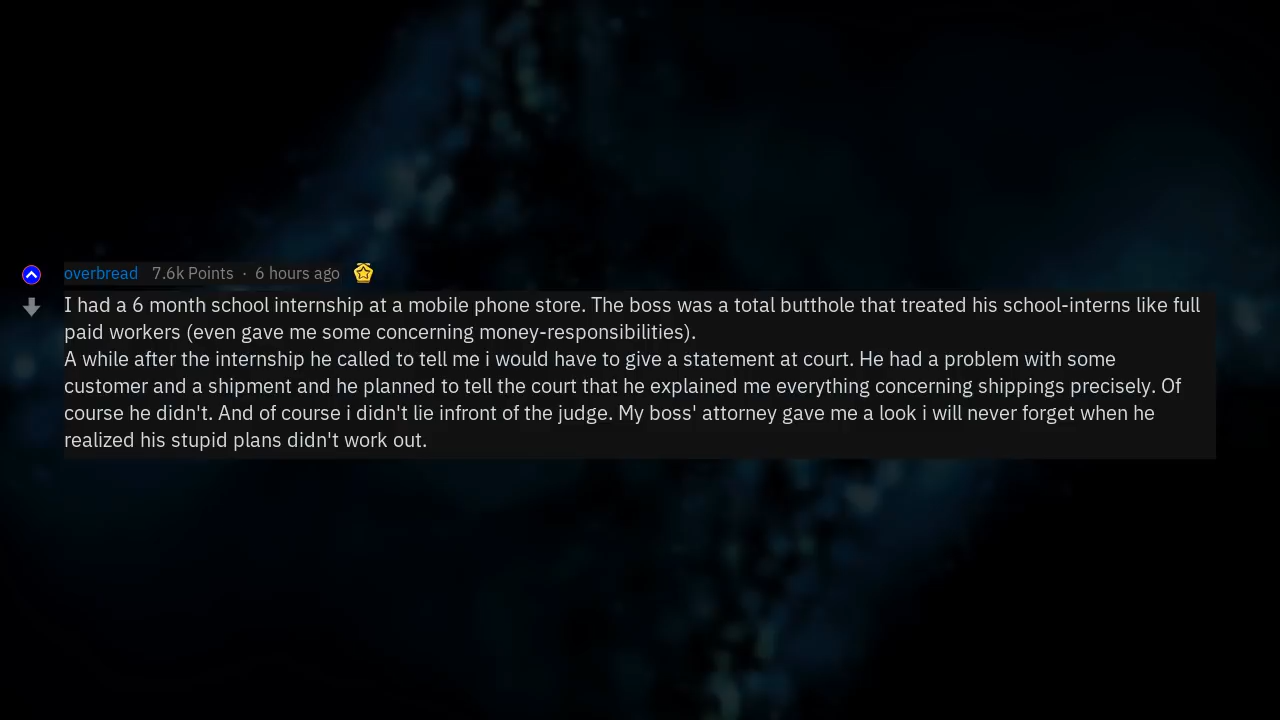 overbread 7.6k Points · 6 hours ago
I had a 6 month school internship at a mobile phone store. The boss was a total butthole that treated his school-interns like full
paid workers (even gave me some concerning money-responsibilities).
A while after the internship he called to tell me i would have to give a statement at court. He had a problem with some
customer and a shipment and he planned to tell the court that he explained me everything concerning shippings precisely. Of
course he didn't. And of course i didn't lie infront of the judge. My boss' attorney gave me a look i will never forget when he
realized his stupid plans didn't work out.